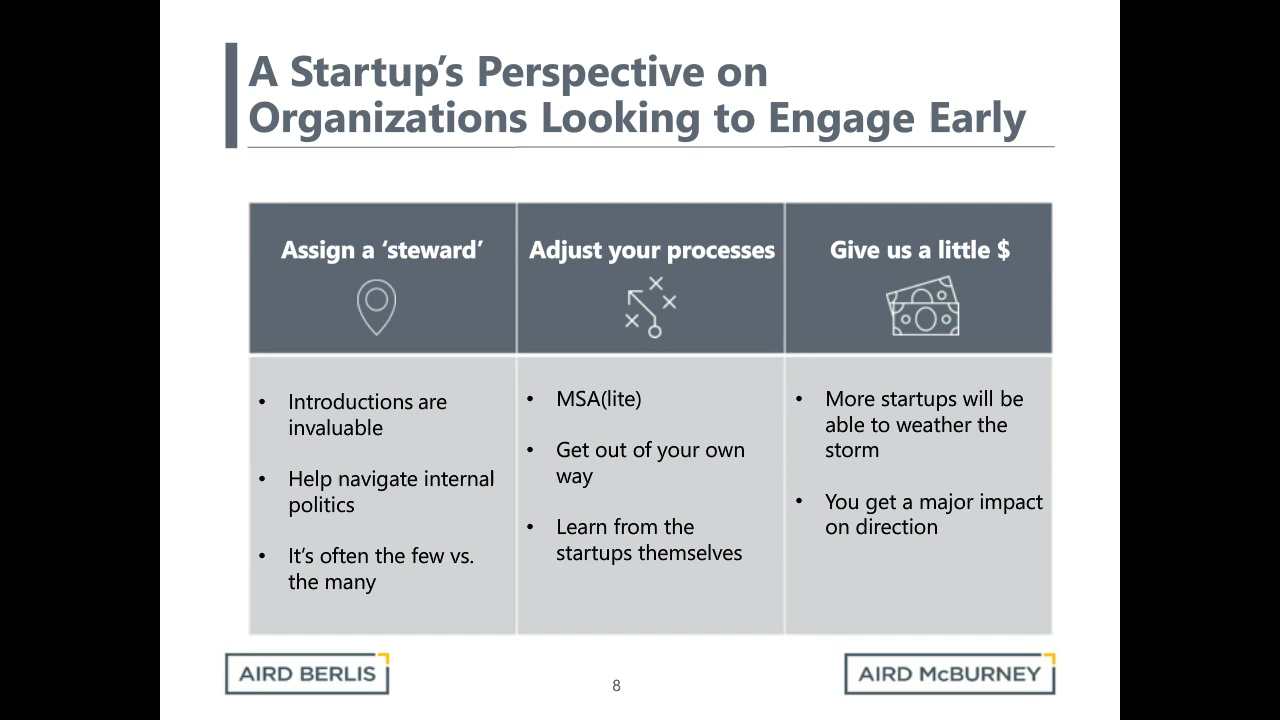 A Startup’s Perspective on
Organizations Looking to Engage Early
Assign a ‘steward’
Adjust your processes
Give us a little $
• Introductions are
invaluable
• Help navigate internal
politics
• It’s often the few vs.
the many
• MSA(lite)
• Get out of your own
way
• Learn from the
startups themselves
• More startups will be
able to weather the
storm
• You get a major impact
on direction
AIRD BERLIS
8
AIRD McBURNEY